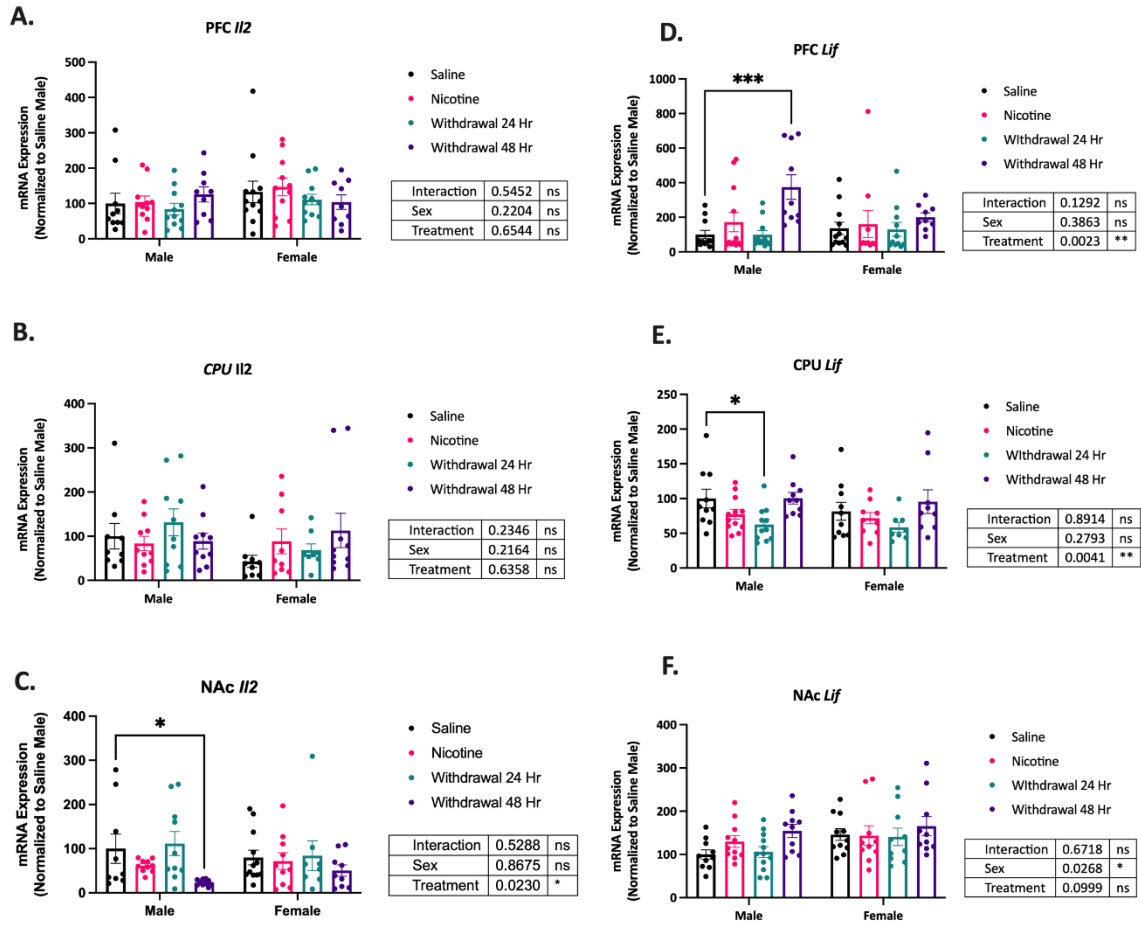 A.
PFC Il2
mRNA Expression
(Normalized to Saline Male)
500
400
300
200
100
0
Male Female
Saline
Nicotine
Withdrawal 24 Hr
Withdrawal 48 Hr
Interaction 0.5452 ns
Sex 0.2204 ns
Treatment 0.6544 ns
B.
CPU Il2
mRNA Expression
(Normalized to Saline Male)
400
300
200
100
0
Male Female
Saline
Nicotine
Withdrawal 24 Hr
Withdrawal 48 Hr
Interaction 0.2346 ns
Sex 0.2164 ns
Treatment 0.6358 ns
C.
NAc Il2
mRNA Expression
(Normalized to Saline Male)
400
300
200
100
0
*
Male Female
Saline
Nicotine
Withdrawal 24 Hr
Withdrawal 48 Hr
Interaction 0.5288 ns
Sex 0.8675 ns
Treatment 0.0230 *
D.
PFC Lif
mRNA Expression
(Normalized to Saline Male)
1000
800
600
400
200
0
***
Male Female
Saline
Nicotine
WIthdrawal 24 Hr
Withdrawal 48 Hr
Interaction 0.1292 ns
Sex 0.3863 ns
Treatment 0.0023 **
E.
CPU Lif
mRNA Expression
(Normalized to Saline Male)
250
200
150
100
50
0
*
Male Female
Saline
Nicotine
WIthdrawal 24 Hr
Withdrawal 48 Hr
Interaction 0.8914 ns
Sex 0.2793 ns
Treatment 0.0041 **
F.
NAc Lif
mRNA Expression
(Normalized to Saline Male)
400
300
200
100
0
Male Female
Saline
Nicotine
WIthdrawal 24 Hr
Withdrawal 48 Hr
Interaction 0.6718 ns
Sex 0.0268 *
Treatment 0.0999 ns